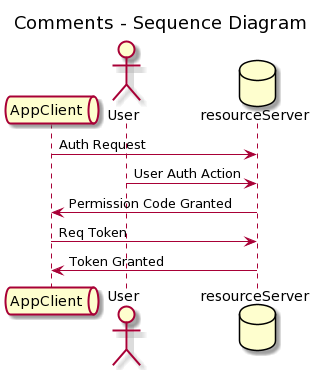 Comments - Sequence Diagram
AppClient
User
resourceServer
Auth Request
User Auth Action
Permission Code Granted
Req Token
Token Granted
AppClient
User
resourceServer